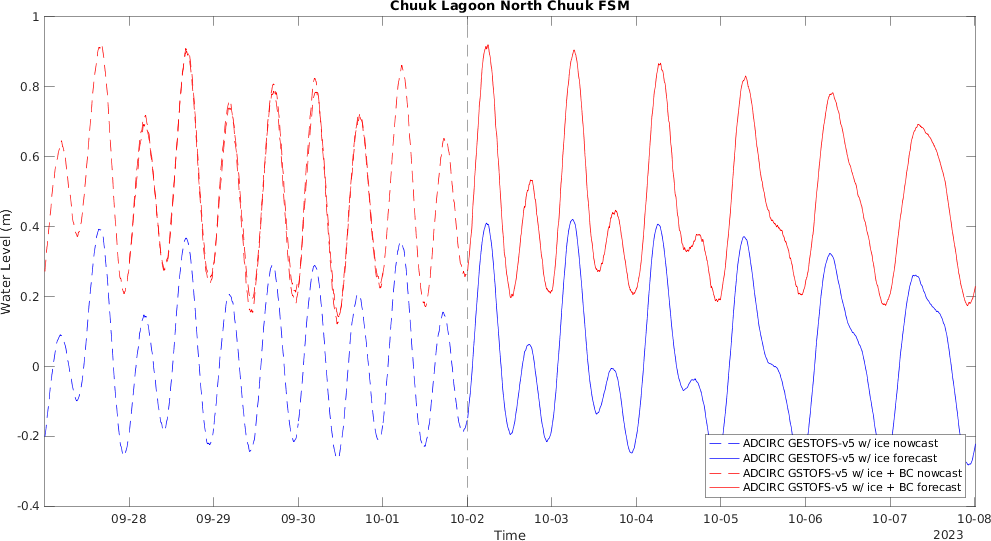 Chuuk Lagoon North Chuuk FSM
1
0.8
0.6
0.4
0.2
0
-0.2
-0.4
Water Level (m)
09-28 09-29 09-30 10-01 10-02 10-03 10-04 10-05 10-06 10-07 10-08
Time
2023
ADCIRC GESTOFS-v5 w/ ice nowcast
ADCIRC GESTOFS-v5 w/ ice forecast
ADCIRC GSTOFS-v5 w/ ice + BC nowcast
ADCIRC GSTOFS-v5 w/ ice + BC forecast